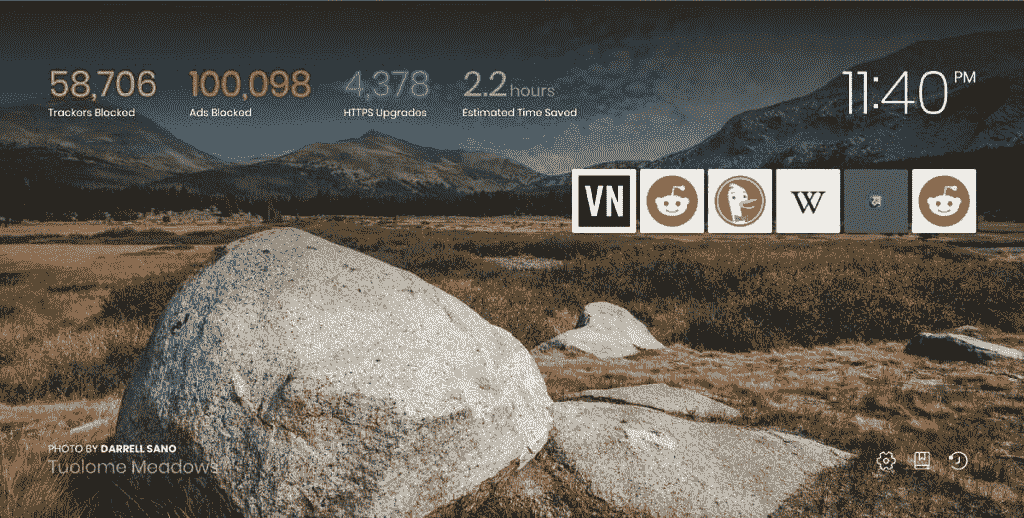 58,706
Trackers Blocked
100,098
Ads Blocked
4,378
HTTPS Upgrades
2.2 hours
Estimated Time Saved
11:40 PM
VN
W
PHOTO BY DARRELL SANO
Tuolome Meadows